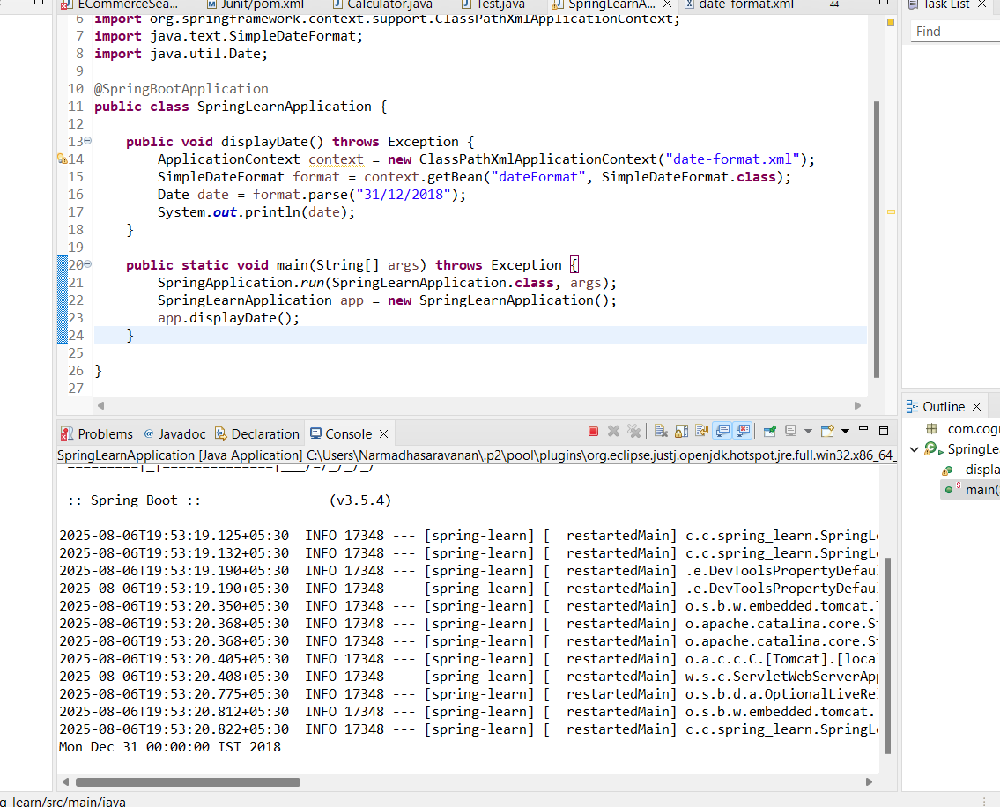 ECommerceSea...
Junit/pom.xml
Calculator.java
Test.java
SpringLearnA...
date-format.xml
44
Task List
Find
6 import org.springframework.context.support.ClassPathXmlApplicationContext;
7 import java.text.SimpleDateFormat;
8 import java.util.Date;
9
10 @SpringBootApplication
11 public class SpringLearnApplication {
12
13 public void displayDate() throws Exception {
14 ApplicationContext context = new ClassPathXmlApplicationContext("date-format.xml");
15 SimpleDateFormat format = context.getBean("dateFormat", SimpleDateFormat.class);
16 Date date = format.parse("31/12/2018");
17 System.out.println(date);
18 }
19
20 public static void main(String[] args) throws Exception {
21 SpringApplication.run(SpringLearnApplication.class, args);
22 SpringLearnApplication app = new SpringLearnApplication();
23 app.displayDate();
24 }
25
26 }
27
Outline
com.cogn
SpringLe
displa
main(
Problems @ Javadoc Declaration Console
SpringLearnApplication [Java Application] C:\Users\Narmadhasaravanan\.p2\pool\plugins\org.eclipse.justj.openjdk.hotspot.jre.full.win32.x86_64_
=========|_|==============|___/=/_/_/_/
:: Spring Boot :: (v3.5.4)
2025-08-06T19:53:19.125+05:30 INFO 17348 --- [spring-learn] [ restartedMain] c.c.spring_learn.SpringLe
2025-08-06T19:53:19.132+05:30 INFO 17348 --- [spring-learn] [ restartedMain] c.c.spring_learn.SpringLe
2025-08-06T19:53:19.190+05:30 INFO 17348 --- [spring-learn] [ restartedMain] .e.DevToolsPropertyDefaul
2025-08-06T19:53:19.190+05:30 INFO 17348 --- [spring-learn] [ restartedMain] .e.DevToolsPropertyDefaul
2025-08-06T19:53:20.350+05:30 INFO 17348 --- [spring-learn] [ restartedMain] o.s.b.w.embedded.tomcat.T
2025-08-06T19:53:20.368+05:30 INFO 17348 --- [spring-learn] [ restartedMain] o.apache.catalina.core.St
2025-08-06T19:53:20.368+05:30 INFO 17348 --- [spring-learn] [ restartedMain] o.apache.catalina.core.St
2025-08-06T19:53:20.405+05:30 INFO 17348 --- [spring-learn] [ restartedMain] o.a.c.c.C.[Tomcat].[loca
2025-08-06T19:53:20.408+05:30 INFO 17348 --- [spring-learn] [ restartedMain] w.s.c.ServletWebServerApp
2025-08-06T19:53:20.775+05:30 INFO 17348 --- [spring-learn] [ restartedMain] o.s.b.d.a.OptionalLiveRel
2025-08-06T19:53:20.812+05:30 INFO 17348 --- [spring-learn] [ restartedMain] o.s.b.w.embedded.tomcat.T
2025-08-06T19:53:20.822+05:30 INFO 17348 --- [spring-learn] [ restartedMain] c.c.spring_learn.SpringLe
Mon Dec 31 00:00:00 IST 2018
g-learn/src/main/java